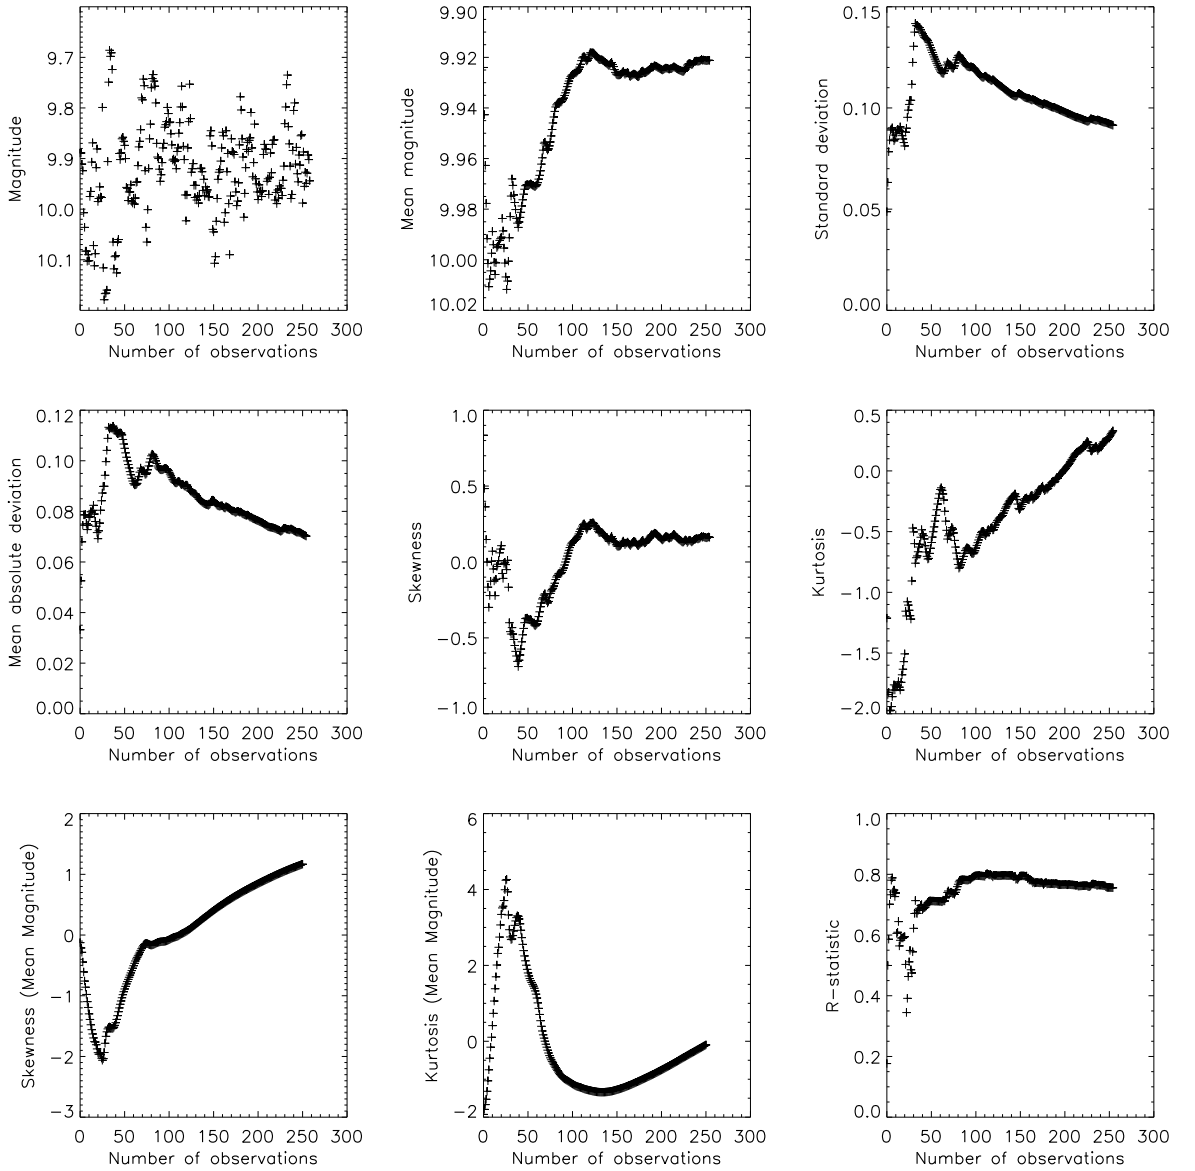 9.7
9.8
9.9
10.0
10.1
Magnitude
0 50 100 150 200 250 300
Number of observations
9.90
9.92
9.94
9.96
9.98
10.00
10.02
Mean magnitude
0 50 100 150 200 250 300
Number of observations
0.15
0.10
0.05
0.00
Standard deviation
0 50 100 150 200 250 300
Number of observations
0.12
0.10
0.08
0.06
0.04
0.02
0.00
Mean absolute deviation
0 50 100 150 200 250 300
Number of observations
1.0
0.5
0.0
−0.5
−1.0
Skewness
0 50 100 150 200 250 300
Number of observations
0.5
0.0
−0.5
−1.0
−1.5
−2.0
Kurtosis
0 50 100 150 200 250 300
Number of observations
2
1
0
−1
−2
−3
Skewness (Mean Magnitude)
0 50 100 150 200 250 300
Number of observations
6
4
2
0
−2
Kurtosis (Mean Magnitude)
0 50 100 150 200 250 300
Number of observations
1.0
0.8
0.6
0.4
0.2
0.0
R−statistic
0 50 100 150 200 250 300
Number of observations